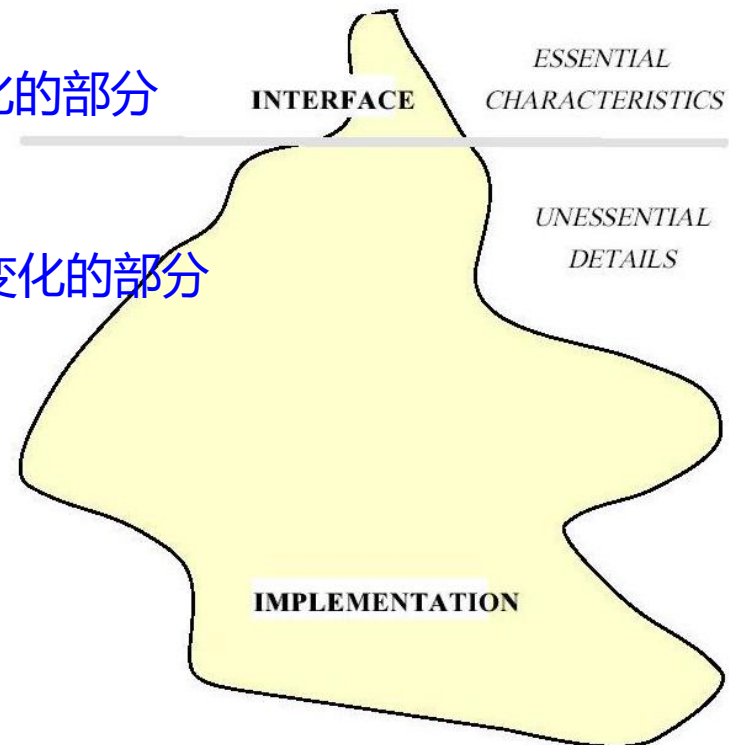 ESSENTIAL
化的部分 INTERFACE CHARACTERISTICS
UNESSENTIAL
变化的部分 DETAILS
IMPLEMENTATION